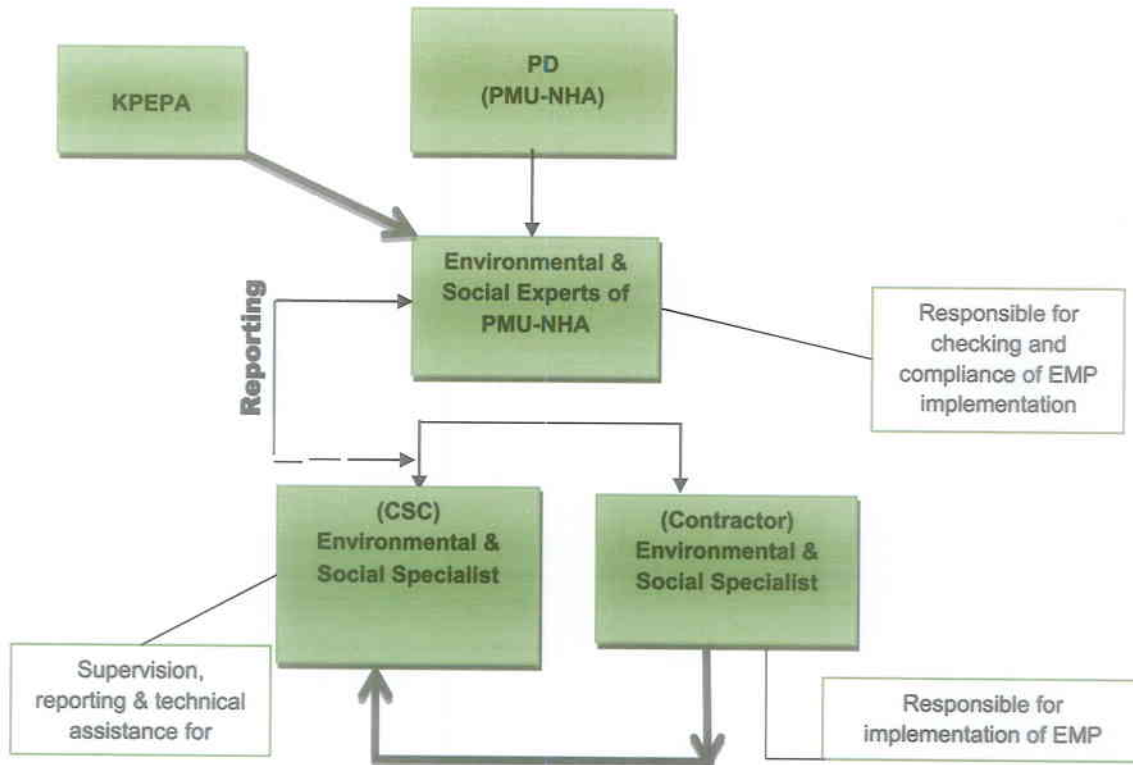 KPEPA
PD
(PMU-NHA)
Environmental &
Social Experts of
PMU-NHA
Responsible for
checking and
compliance of EMP
implementation
Reporting
(CSC)
Environmental &
Social Specialist
(Contractor)
Environmental &
Social Specialist
Supervision,
reporting & technical
assistance for
Responsible for
implementation of EMP